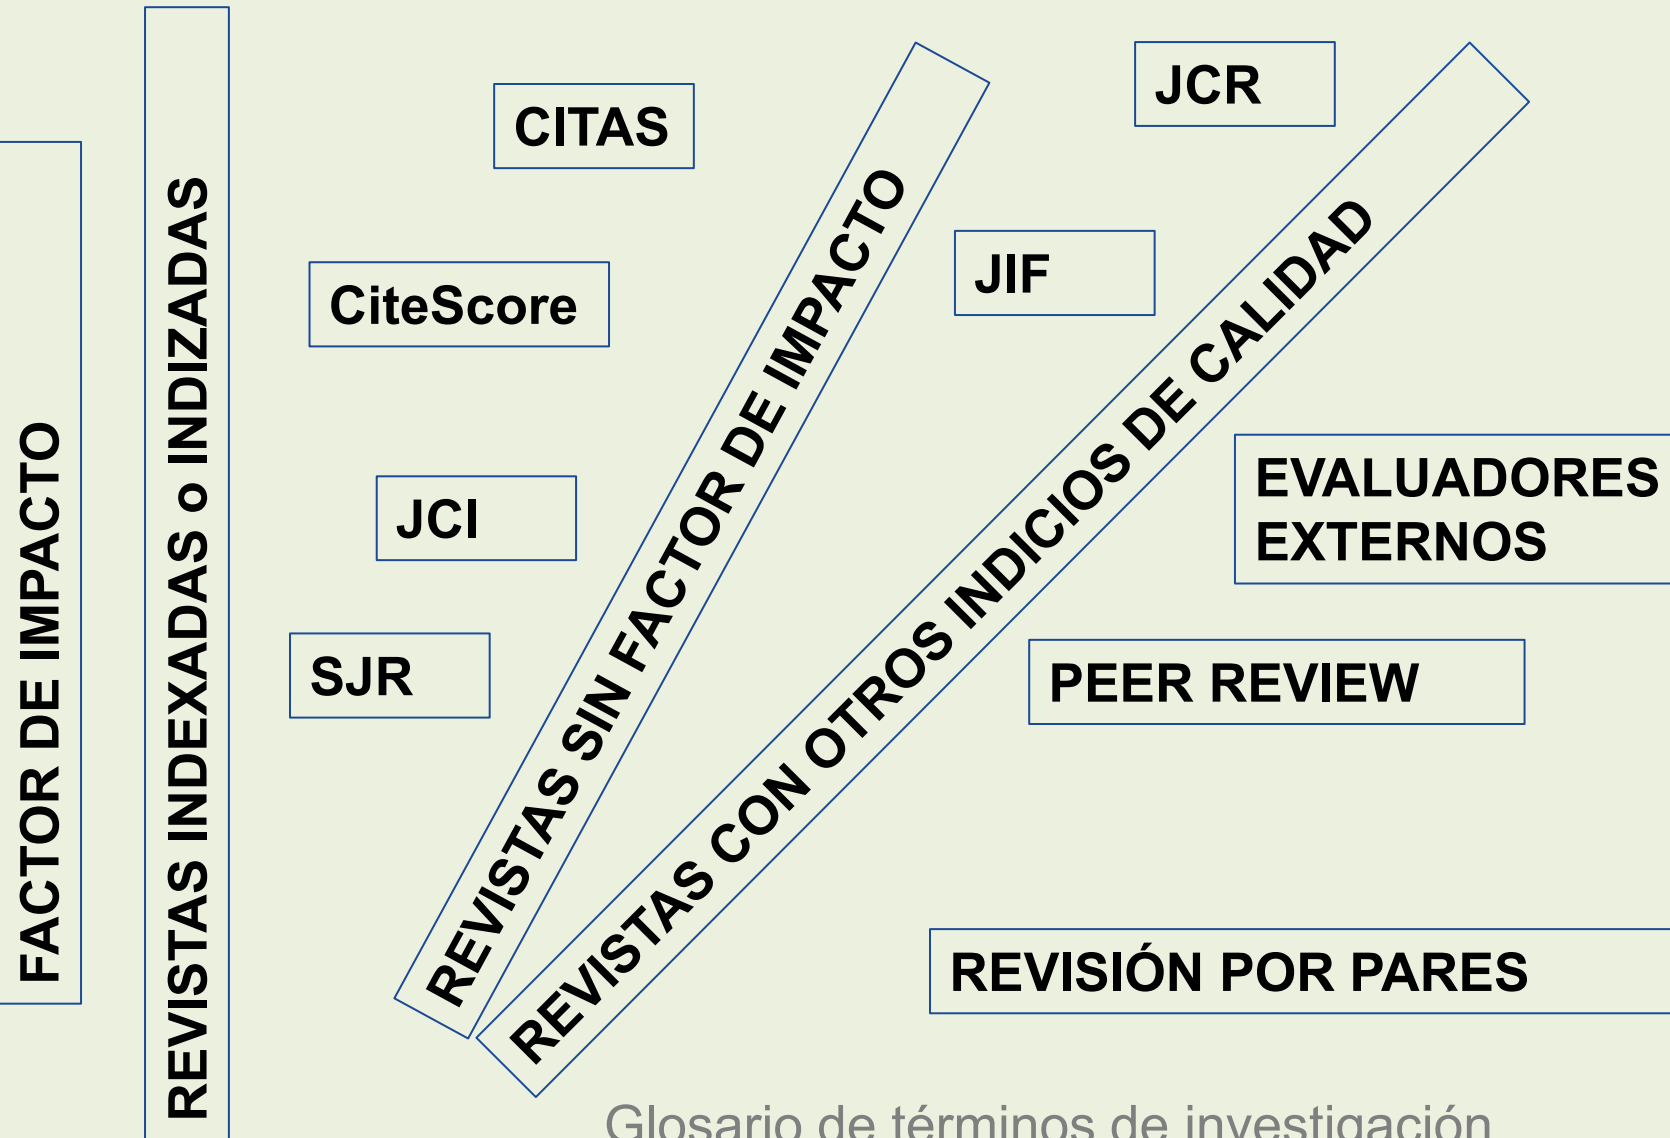 FACTOR DE IMPACTO
REVISTAS INDEXADAS o INDIZADAS
CITAS
CiteScore
JCI
SJR
REVISTAS SIN FACTOR DE IMPACTO
REVISTAS CON OTROS INDICIOS DE CALIDAD
JCR
JIF
EVALUADORES
EXTERNOS
PEER REVIEW
REVISIÓN POR PARES
Glosario de términos de investigación